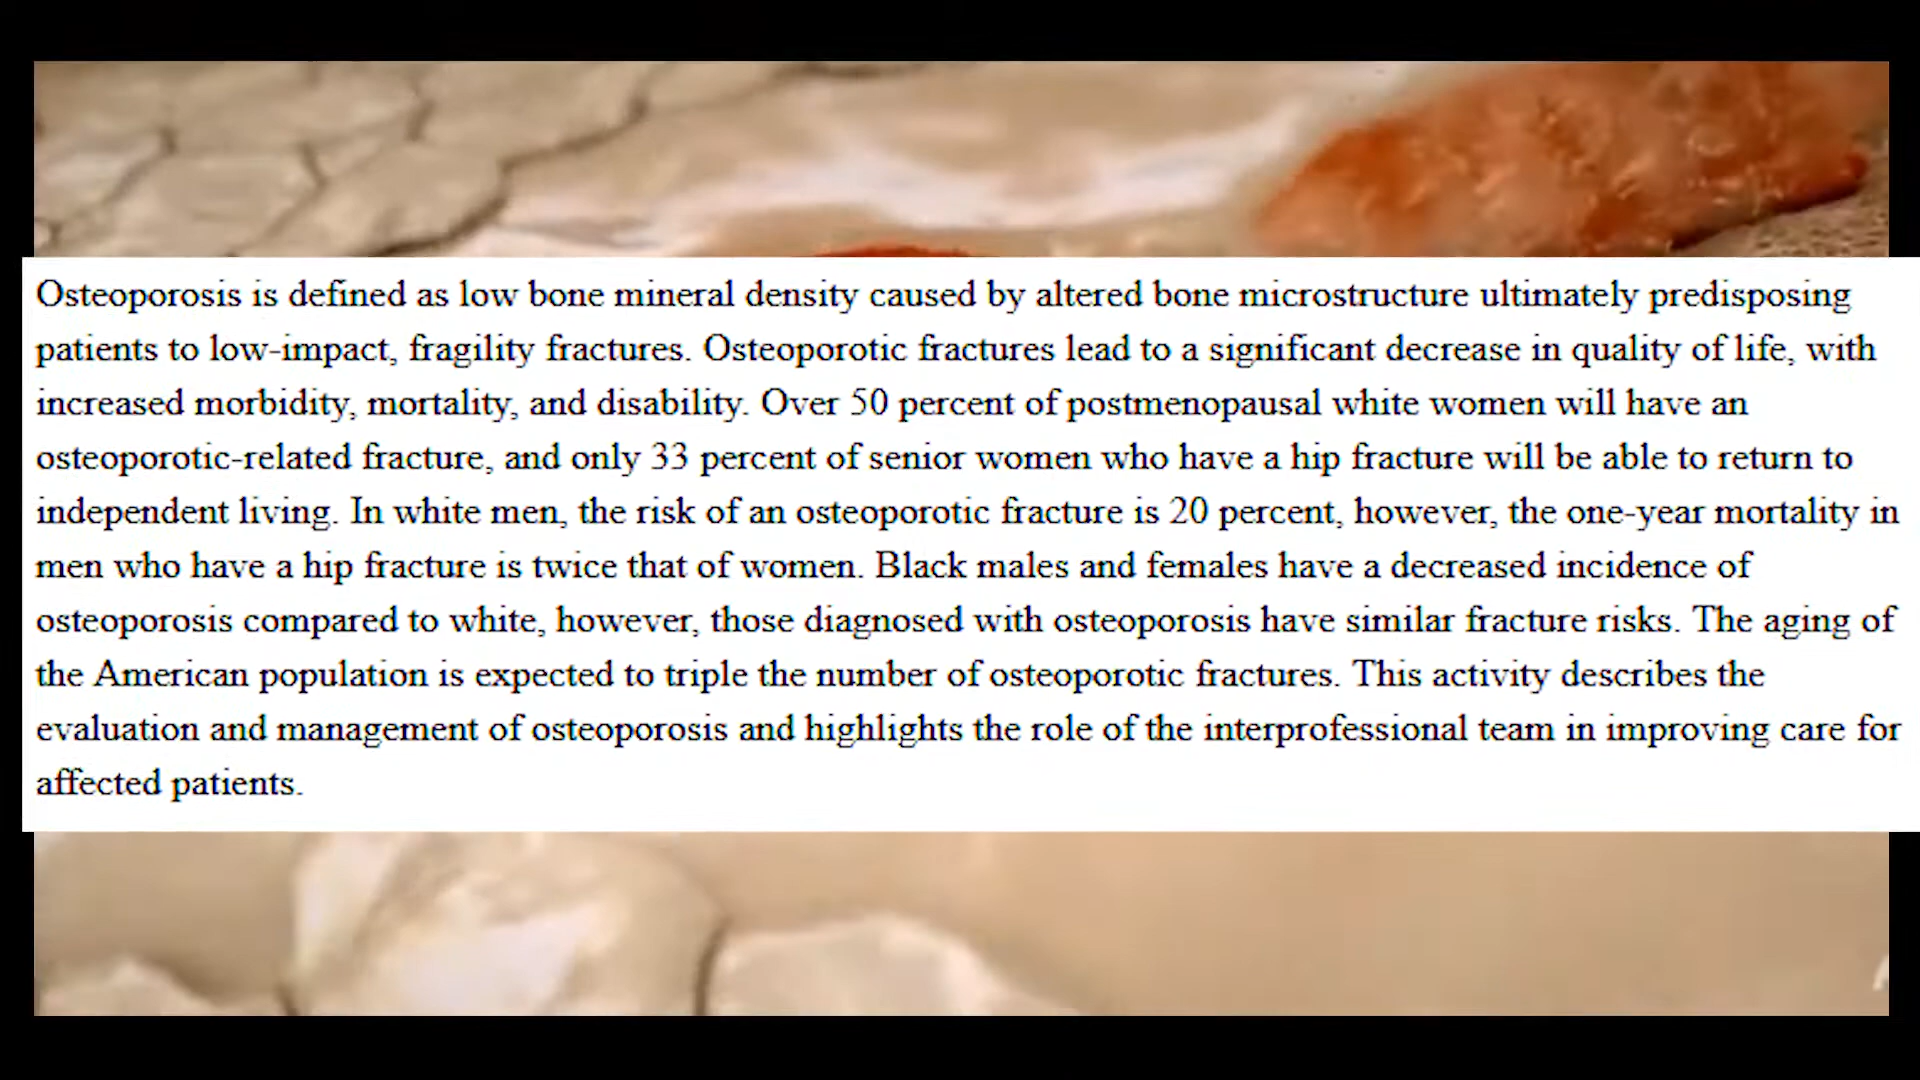 Osteoporosis is defined as low bone mineral density caused by altered bone microstructure ultimately predisposing
patients to low-impact, fragility fractures. Osteoporotic fractures lead to a significant decrease in quality of life, with
increased morbidity, mortality, and disability. Over 50 percent of postmenopausal white women will have an
osteoporotic-related fracture, and only 33 percent of senior women who have a hip fracture will be able to return to
independent living. In white men, the risk of an osteoporotic fracture is 20 percent, however, the one-year mortality in
men who have a hip fracture is twice that of women. Black males and females have a decreased incidence of
osteoporosis compared to white, however, those diagnosed with osteoporosis have similar fracture risks. The aging of
the American population is expected to triple the number of osteoporotic fractures. This activity describes the
evaluation and management of osteoporosis and highlights the role of the interprofessional team in improving care for
affected patients.